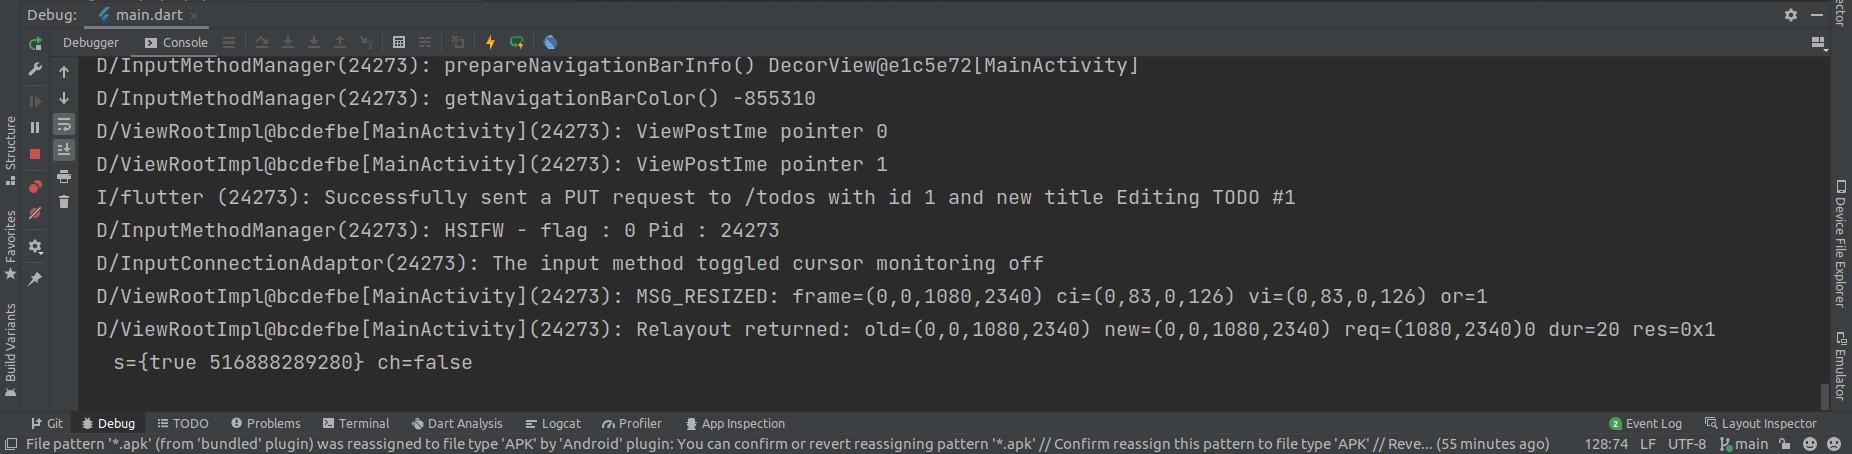 Debug: main.dart
Debugger Console
D/InputMethodManager(24273): prepareNavigationBarInfo() DecorView@e1c5e72[MainActivity]
D/InputMethodManager(24273): getNavigationBarColor() -855310
D/ViewRootImpl@bcdefbe[MainActivity](24273): ViewPostIme pointer 0
D/ViewRootImpl@bcdefbe[MainActivity](24273): ViewPostIme pointer 1
I/flutter (24273): Successfully sent a PUT request to /todos with id 1 and new title Editing TODO #1
D/InputMethodManager(24273): HSIFW - flag : 0 Pid : 24273
D/InputConnectionAdaptor(24273): The input method toggled cursor monitoring off
D/ViewRootImpl@bcdefbe[MainActivity](24273): MSG_RESIZED: frame=(0,0,1080,2340) ci=(0,83,0,126) vi=(0,83,0,126) or=1
D/ViewRootImpl@bcdefbe[MainActivity](24273): Relayout returned: old=(0,0,1080,2340) new=(0,0,1080,2340) req=(1080,2340)0 dur=20 res=0x1
s={true 516888289280} ch=false
Structure
Favorites
Build Variants
Device File Explorer
Emulator
Git Debug TODO Problems Terminal Dart Analysis Logcat Profiler App Inspection 2 Event Log Layout Inspector
File pattern '*.apk' (from 'bundled' plugin) was reassigned to file type 'APK' by 'Android' plugin: You can confirm or revert reassigning pattern '*.apk' // Confirm reassign this pattern to file type 'APK' // Reve... (55 minutes ago) 128:74 LF UTF-8 main